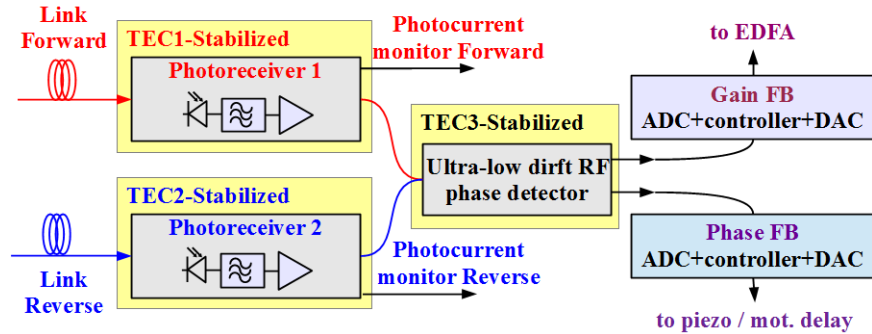 Link
Forward
TEC1-Stabilized
Photoreceiver 1
Photocurrent
monitor Forward
to EDFA
Gain FB
ADC+controller+DAC
TEC3-Stabilized
Ultra-low dirft RF
phase detector
TEC2-Stabilized
Photoreceiver 2
Link
Reverse
Photocurrent
monitor Reverse
Phase FB
ADC+controller+DAC
to piezo / mot. delay